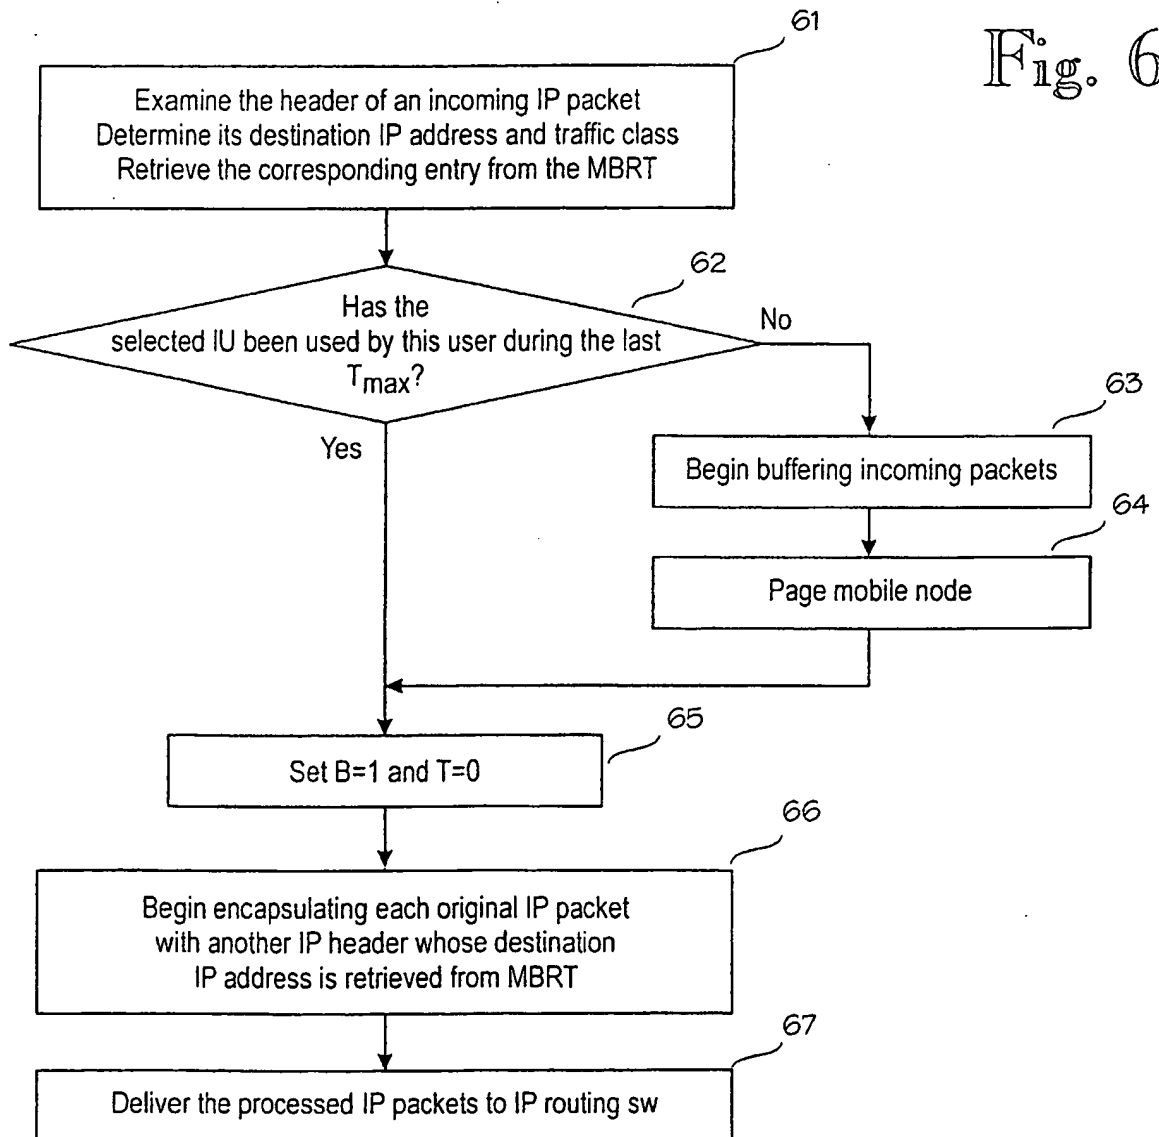 Fig. 6
61
Examine the header of an incoming IP packet
Determine its destination IP address and traffic class
Retrieve the corresponding entry from the MBRT
62
Has the
selected IU been used by this user during the last
Tmax?
No
Yes
63
Begin buffering incoming packets
64
Page mobile node
65
Set B=1 and T=0
66
Begin encapsulating each original IP packet
with another IP header whose destination
IP address is retrieved from MBRT
67
Deliver the processed IP packets to IP routing sw